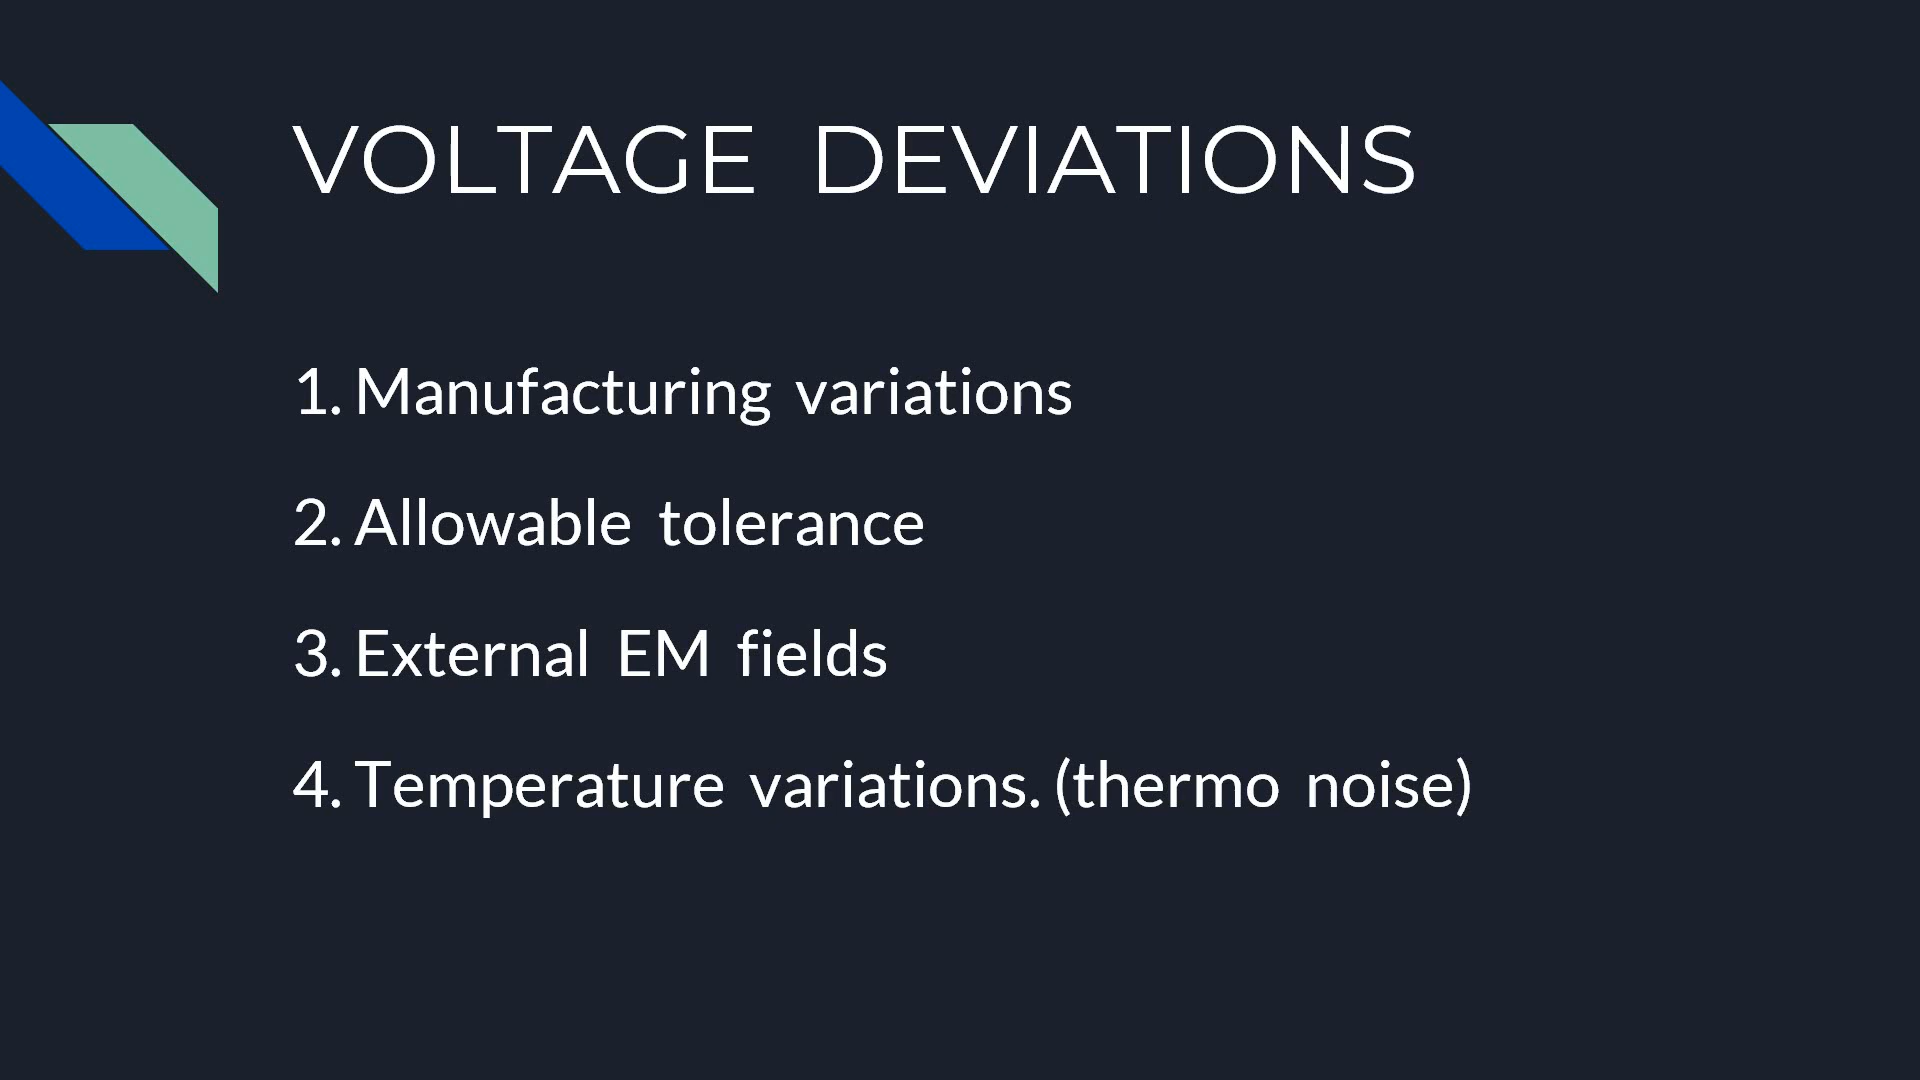 VOLTAGE DEVIATIONS
1. Manufacturing variations
2. Allowable tolerance
3. External EM fields
4. Temperature variations. (thermo noise)